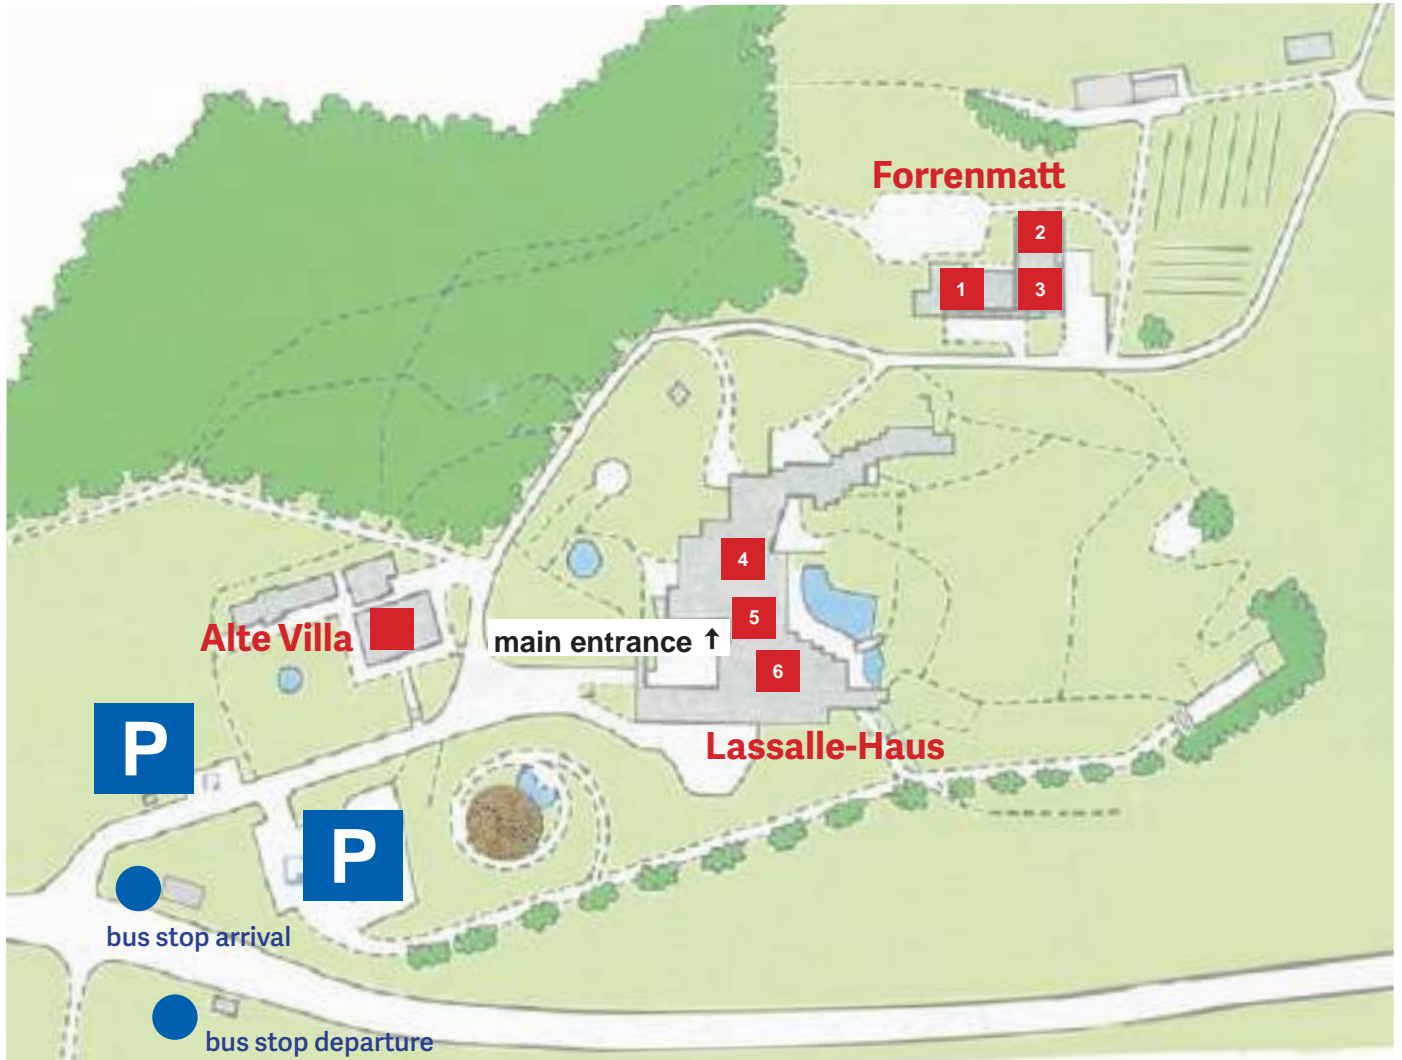 Forrenmatt
2
1
3
4
5
main entrance ↑
6
Alte Villa
Lassalle-Haus
P
P
bus stop arrival
bus stop departure